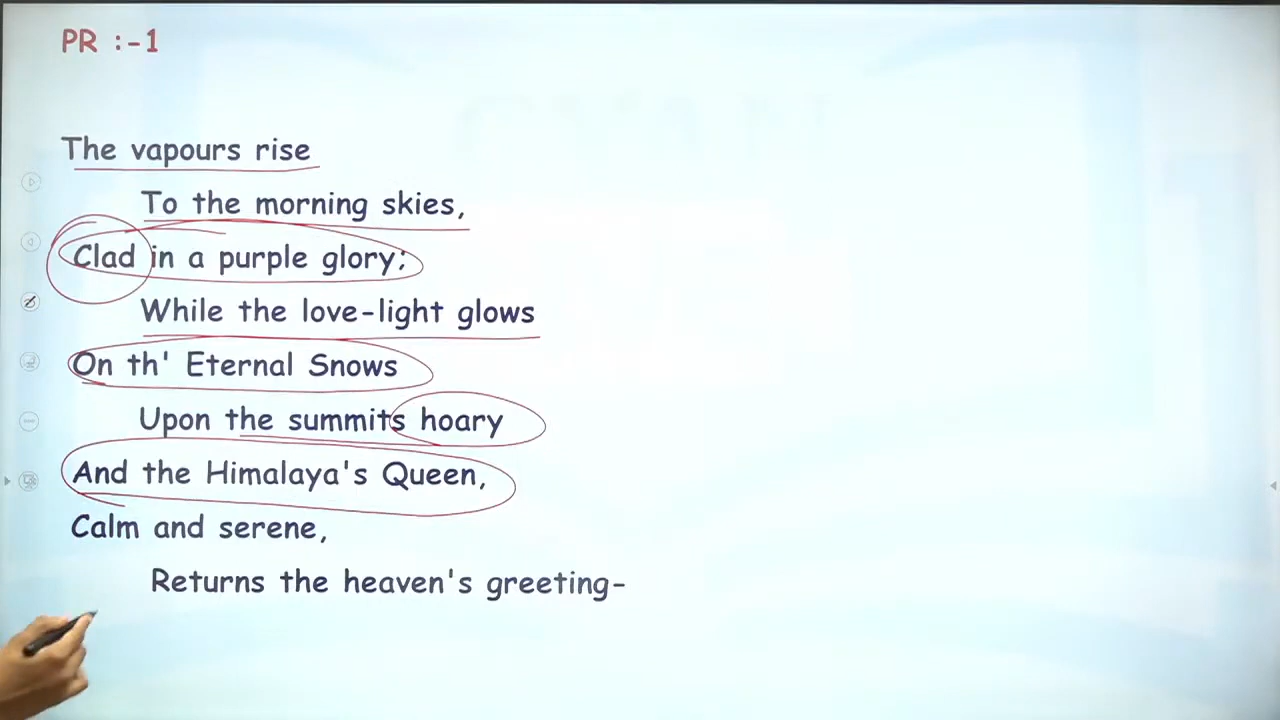 PR :-1
The vapours rise
To the morning skies,
Clad in a purple glory:
While the love-light glows
On th' Eternal Snows
Upon the summits hoary
And the Himalaya's Queen,
Calm and serene,
Returns the heaven's greeting-